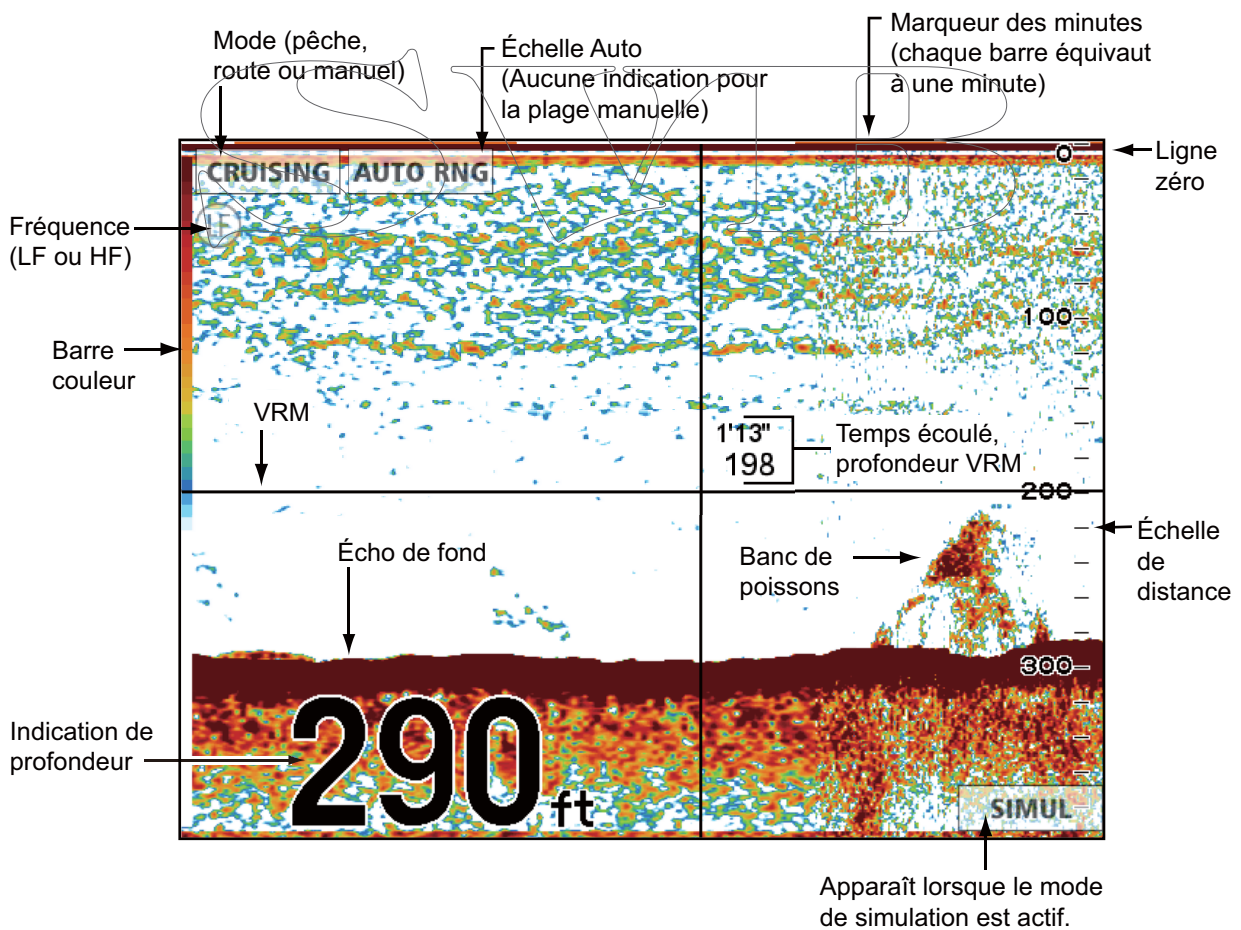 Mode (pêche,
route ou manuel)
Échelle Auto
(Aucune indication pour
la plage manuelle)
Marqueur des minutes
(chaque barre équivaut
à une minute)
CRUISING
AUTO RNG
0
Ligne
zéro
Fréquence
(LF ou HF)
LF
100
Barre
couleur
VRM
1'13"
198
Temps écoulé,
profondeur VRM
200
Écho de fond
Banc de
poissons
Échelle
de
distance
300
Indication de
profondeur
290 ft
SIMUL
Apparaît lorsque le mode
de simulation est actif.